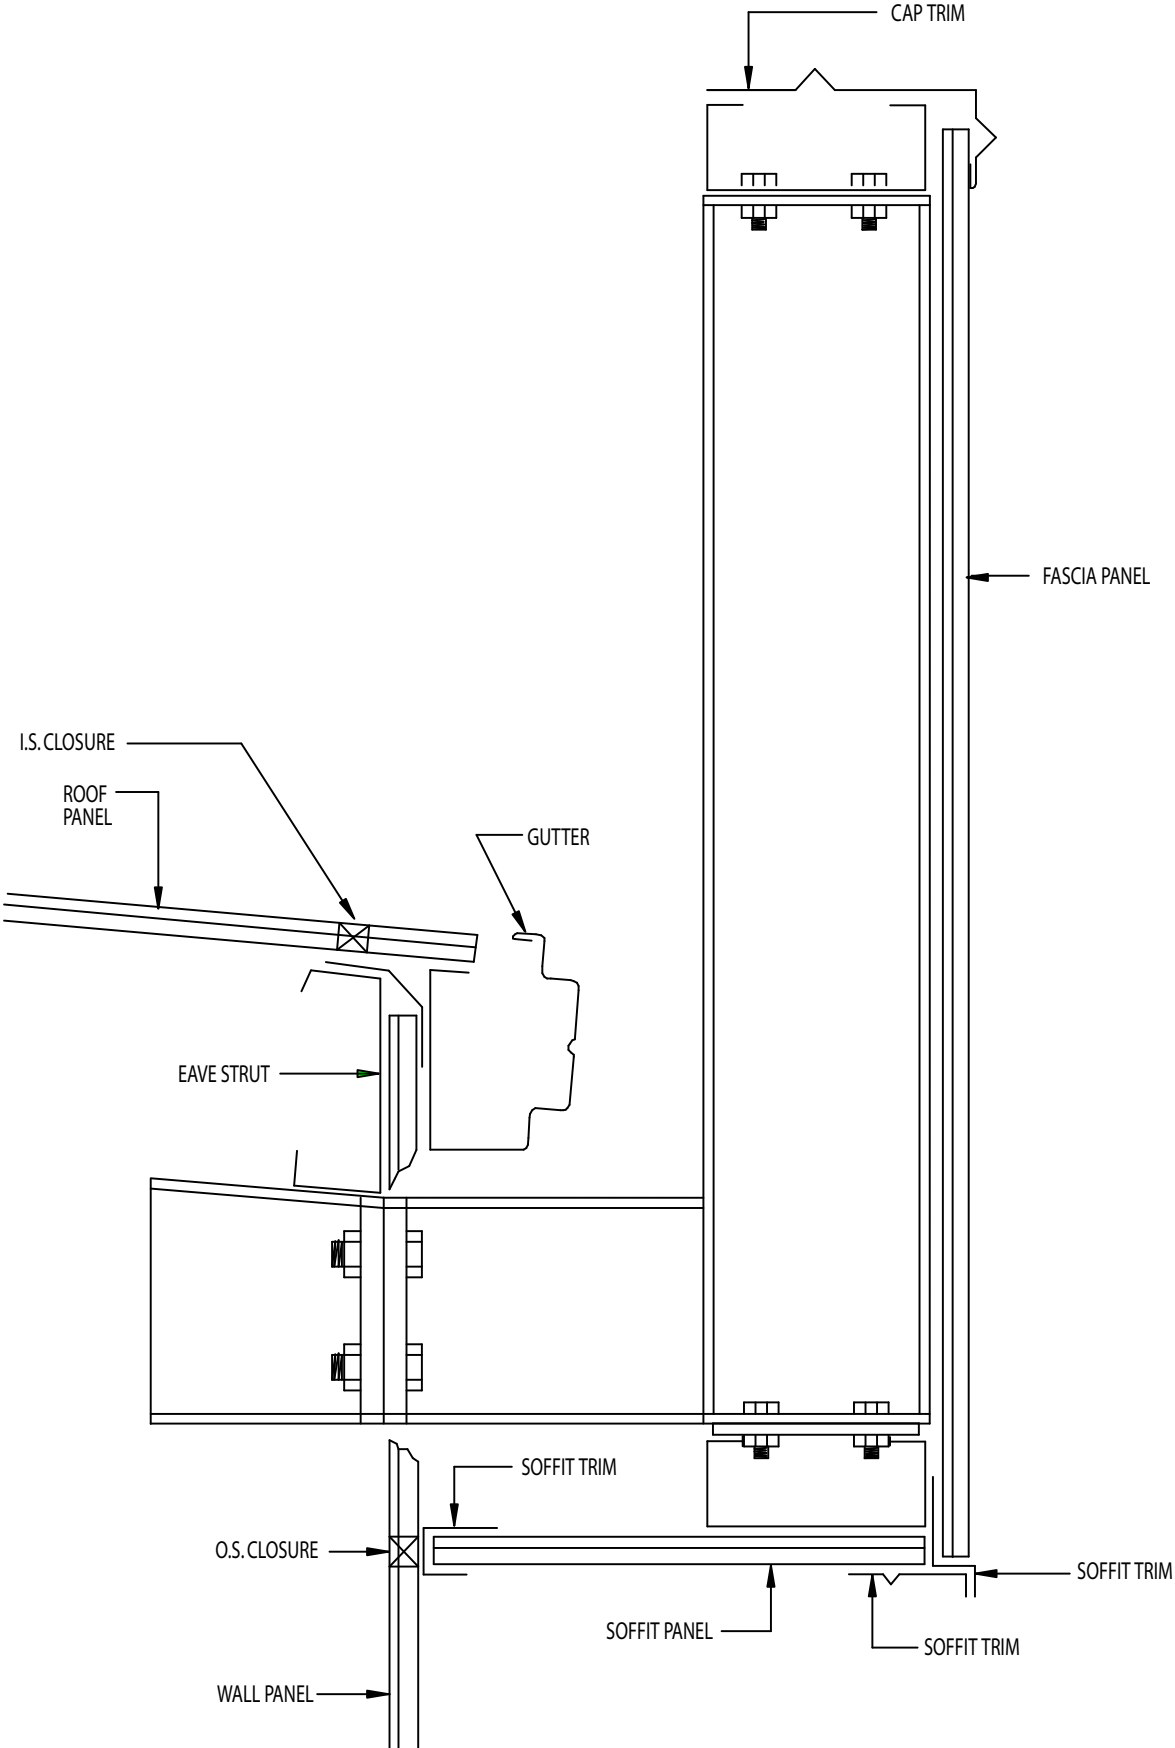 CAP TRIM
FASCIA PANEL
I.S. CLOSURE
ROOF
PANEL
GUTTER
EAVE STRUT
SOFFIT TRIM
O.S. CLOSURE
SOFFIT TRIM
SOFFIT PANEL
SOFFIT TRIM
WALL PANEL